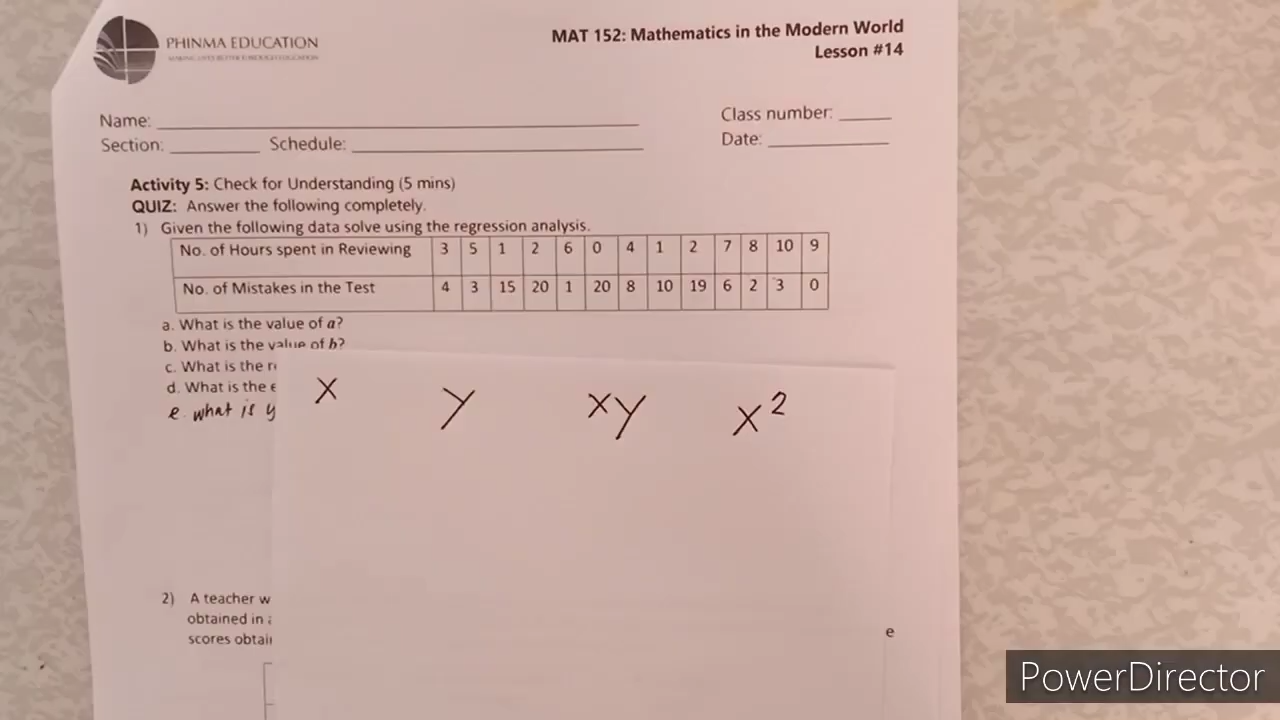 PHINMA EDUCATION
MAKING LIVES BETTER THROUGH EDUCATION
MAT 152: Mathematics in the Modern World
Lesson #14
Name:
Class number:
Section: Schedule:
Date:
Activity 5: Check for Understanding (5 mins)
QUIZ: Answer the following completely.
1) Given the following data solve using the regression analysis.
No. of Hours spent in Reviewing 3 5 1 2 6 0 4 1 2 7 8 10 9
No. of Mistakes in the Test 4 3 15 20 1 20 8 10 19 6 2 3 0
a. What is the value of a?
b. What is the value of b?
c. What is the
d. What is the
e. what is y
x y xy x²
2) A teacher w
obtained in
scores obtai
e
PowerDirector